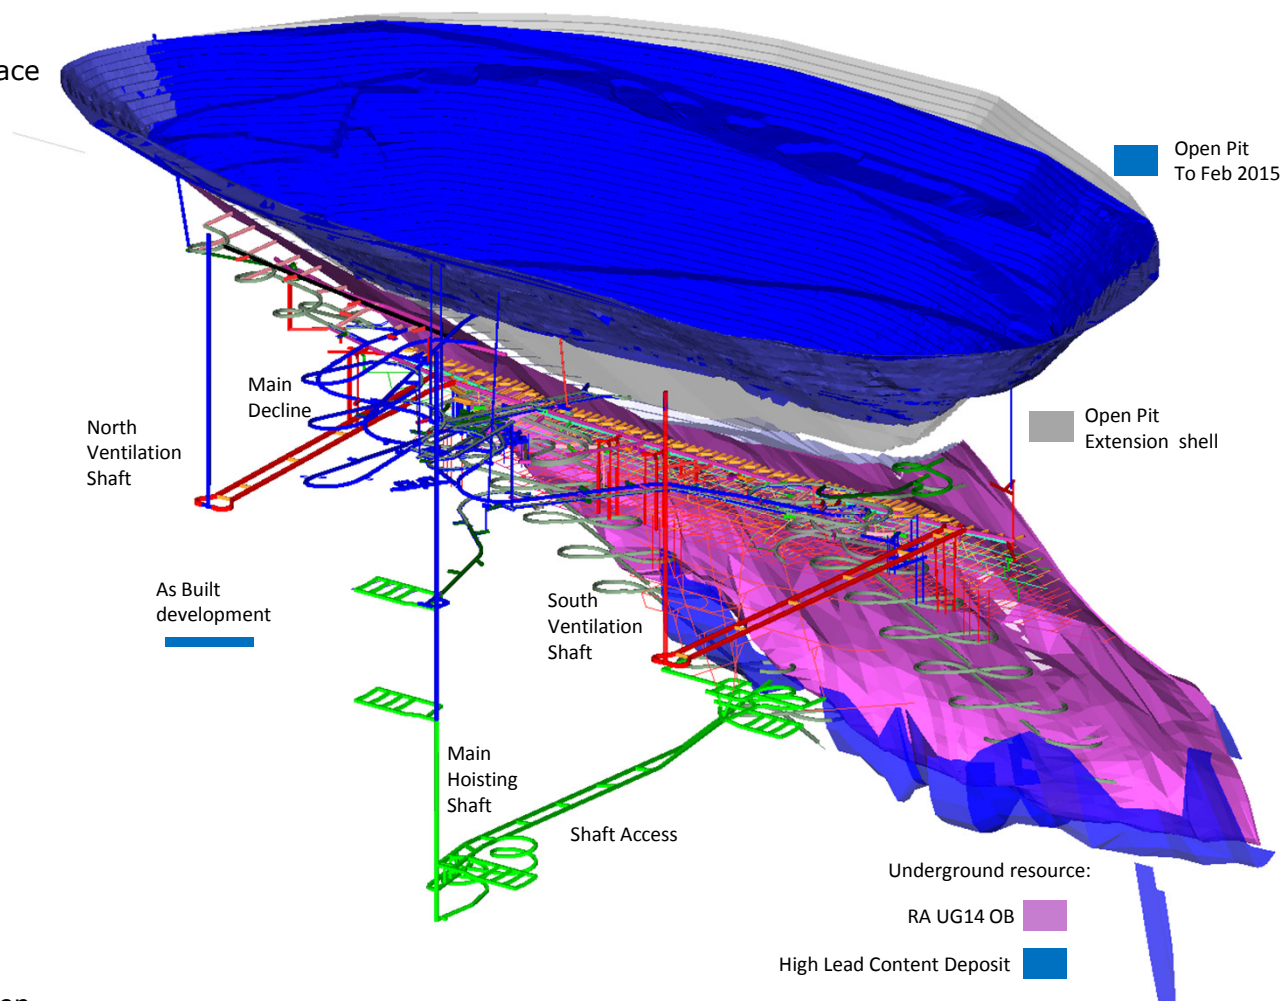 ace
Open Pit
To Feb 2015
Open Pit
Extension shell
Main
Decline
North
Ventilation
Shaft
As Built
development
South
Ventilation
Shaft
Main
Hoisting
Shaft
Shaft Access
Underground resource:
RA UG14 OB
High Lead Content Deposit